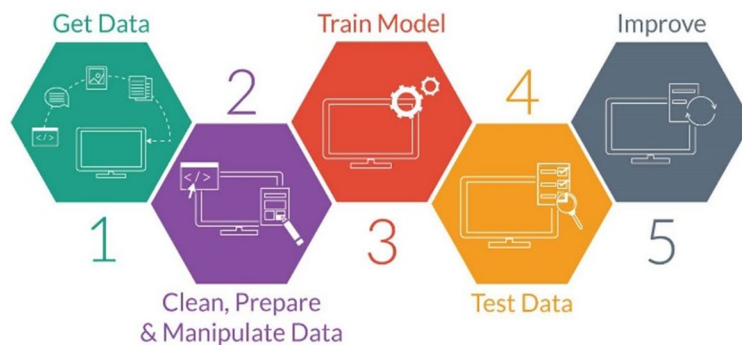 Get Data
1
2
Clean, Prepare
& Manipulate Data
Train Model
3
4
Test Data
Improve
5
</>
</>